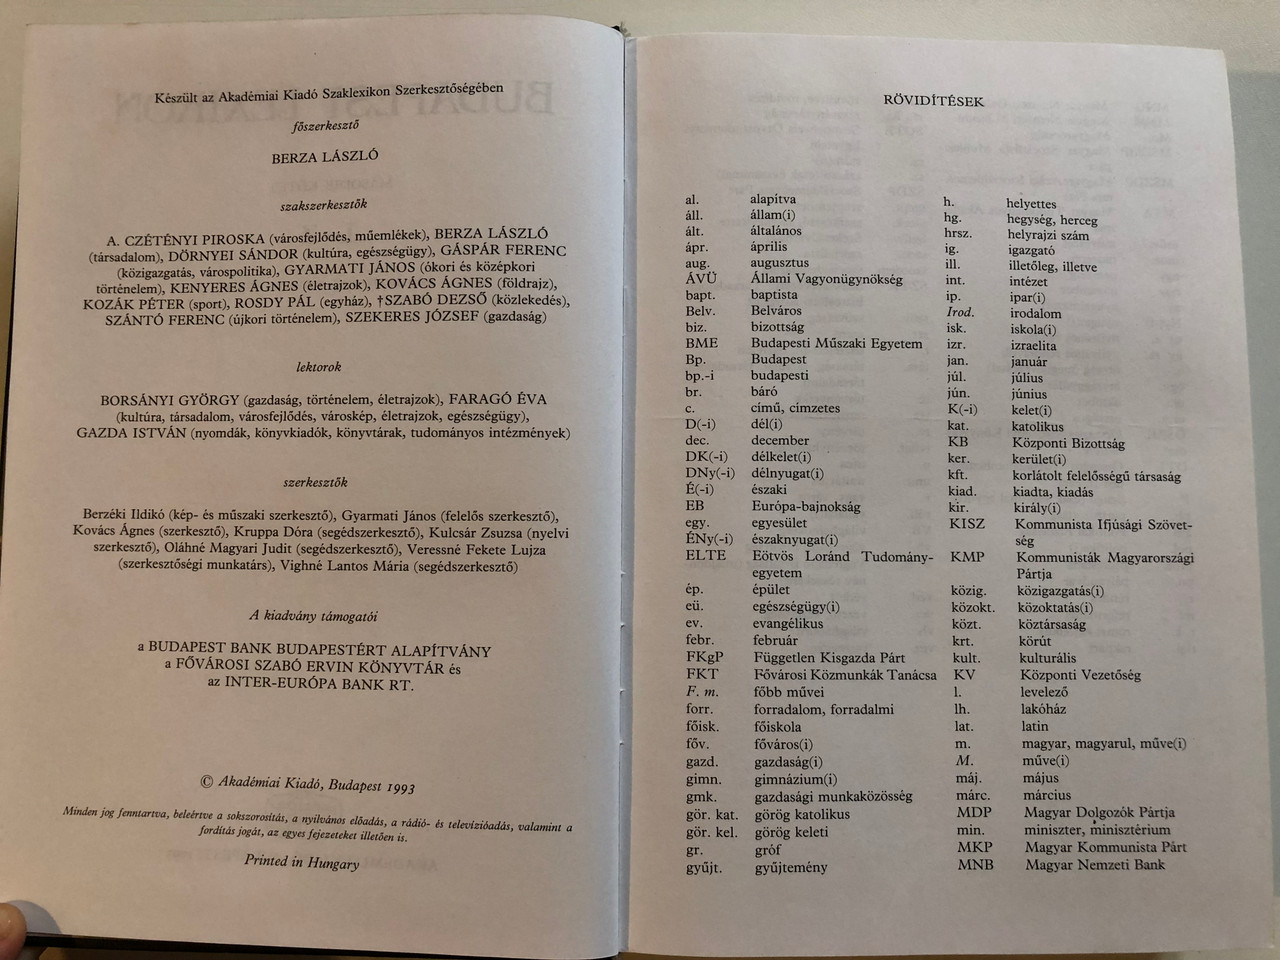 Készült az Akadémiai Kiadó Szaklexikon Szerkesztőségében
főszerkesztő
BERZA LÁSZLÓ
szakszerkesztők
A. CZÉTÉNYI PIROSKA (városfejlődés, műemlékek), BERZA LÁSZLÓ
(társadalom), DÖRNYEI SÁNDOR (kultúra, egészségügy), GÁSPÁR FERENC
(közigazgatás, várospolitika), GYARMATI JÁNOS (ókori és középkori
történelem), KENYERES ÁGNES (életrajzok), KOVÁCS ÁGNES (földrajz),
KOZÁK PÉTER (sport), ROSDY PÁL (egyház), †SZABÓ DEZSŐ (közlekedés),
SZÁNTÓ FERENC (újkori történelem), SZEKERES JÓZSEF (gazdaság)
lektorok
BORSÁNYI GYÖRGY (gazdaság, történelem, életrajzok), FARAGÓ ÉVA
(kultúra, társadalom, városfejlődés, városkép, életrajzok, egészségügy),
GAZDA ISTVÁN (nyomdák, könyvkiadók, könyvtárak, tudományos intézmények)
szerkesztők
Berzéki Ildikó (kép- és műszaki szerkesztő), Gyarmati János (felelős szerkesztő),
Kovács Ágnes (szerkesztő), Kruppa Dóra (segédszerkesztő), Kulcsár Zsuzsa (nyelvi
szerkesztő), Oláhné Magyari Judit (segédszerkesztő), Veressné Fekete Lujza
(szerkesztőségi munkatárs), Vighné Lantos Mária (segédszerkesztő)
A kiadvány támogatói
a BUDAPEST BANK BUDAPESTÉRT ALAPÍTVÁNY
a FŐVÁROSI SZABÓ ERVIN KÖNYVTÁR és
az INTER-EURÓPA BANK RT.
© Akadémiai Kiadó, Budapest 1993
Minden jog fenntartva, beleértve a sokszorosítás, a nyilvános előadás, a rádió- és televízióadás, valamint a
fordítás jogát, az egyes fejezeteket illetően is.
Printed in Hungary
RÖVIDÍTÉSEK
al. alapítva
áll. állam(i)
ált. általános
ápr. április
aug. augusztus
ÁVÜ Állami Vagyonügynökség
bapt. baptista
Belv. Belváros
biz. bizottság
BME Budapesti Műszaki Egyetem
Bp. Budapest
bp.-i budapesti
br. báró
c. című, címzetes
D(-i) dél(i)
dec. december
DK(-i) délkelet(i)
DNy(-i) délnyugat(i)
É(-i) északi
EB Európa-bajnokság
egy. egyesület
ÉNy(-i) északnyugat(i)
ELTE Eötvös Loránd Tudomány-
egyetem
ép. épület
eü. egészségügy(i)
ev. evangélikus
febr. február
FKgP Független Kisgazda Párt
FKT Fővárosi Közmunkák Tanácsa
F. m. főbb művei
forr. forradalom, forradalmi
főisk. főiskola
főv. főváros(i)
gazd. gazdaság(i)
gimn. gimnázium(i)
gmk. gazdasági munkaközösség
gör. kat. görög katolikus
gör. kel. görög keleti
gr. gróf
gyűjt. gyűjtemény
h. helyettes
hg. hegység, herceg
hrsz. helyrajzi szám
ig. igazgató
ill. illetőleg, illetve
int. intézet
ip. ipar(i)
Irod. irodalom
isk. iskola(i)
izr. izraelita
jan. január
júl. július
jún. június
K(-i) kelet(i)
kat. katolikus
KB Központi Bizottság
ker. kerület(i)
kft. korlátolt felelősségű társaság
kiad. kiadta, kiadás
kir. király(i)
KISZ Kommunista Ifjúsági Szövet-
ség
KMP Kommunisták Magyarországi
Pártja
közig. közigazgatás(i)
közokt. közoktatás(i)
közt. köztársaság
krt. körút
kult. kulturális
KV Központi Vezetőség
l. levelező
lh. lakóház
lat. latin
m. magyar, magyarul, műve(i)
M. műve(i)
máj. május
márc. március
MDP Magyar Dolgozók Pártja
min. miniszter, minisztérium
MKP Magyar Kommunista Párt
MNB Magyar Nemzeti Bank